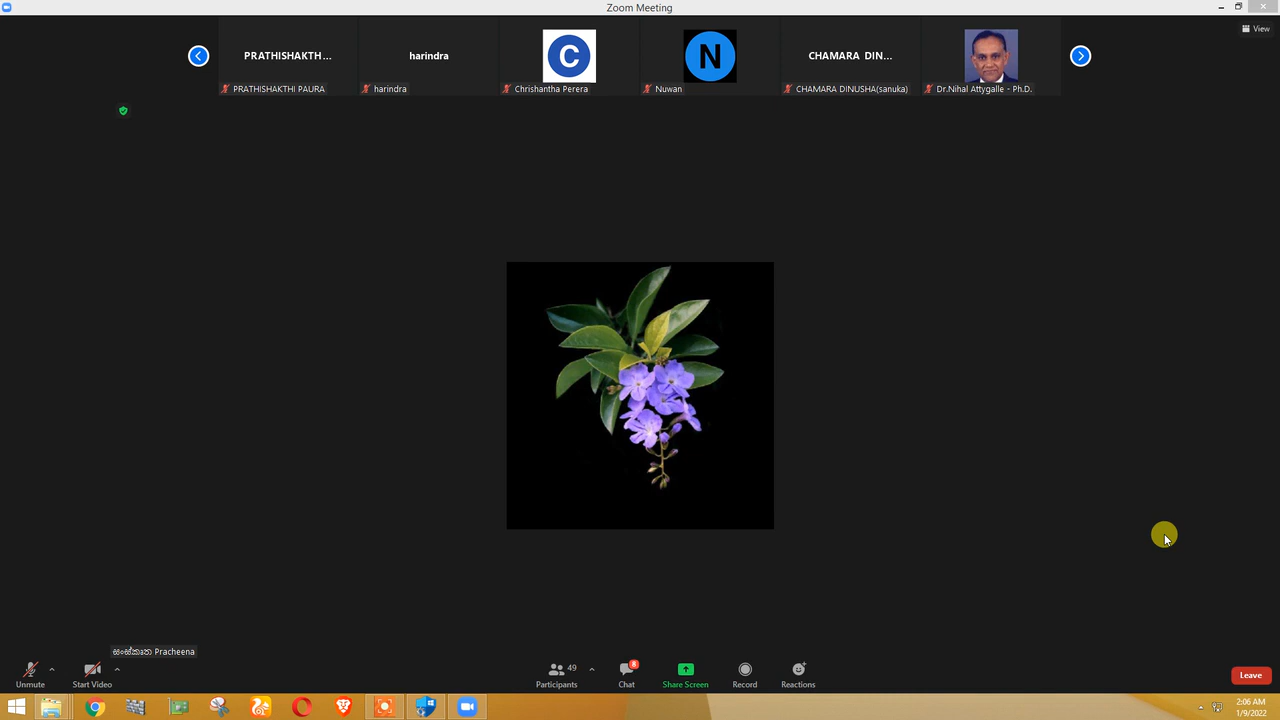 Zoom Meeting
View
PRATHISHAKTH...
harindra
C
N
CHAMARA DIN...
PRATHISHAKTHI PAURA
harindra
Chrishantha Perera
Nuwan
CHAMARA DINUSHA(sanuka)
Dr.Nihal Attygalle - Ph.D.
සංස්කෘත Pracheena
49
8
Unmute
Start Video
Participants
Chat
Share Screen
Record
Reactions
Leave
2:06 AM
1/9/2022